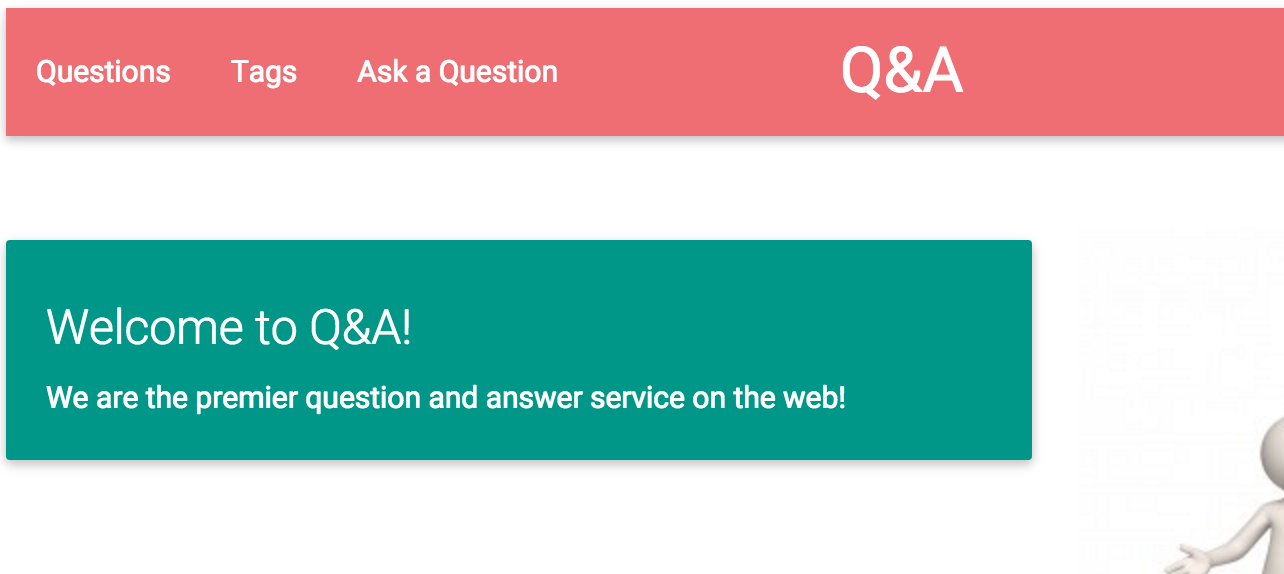 Questions Tags Ask a Question Q&A
Welcome to Q&A!
We are the premier question and answer service on the web!